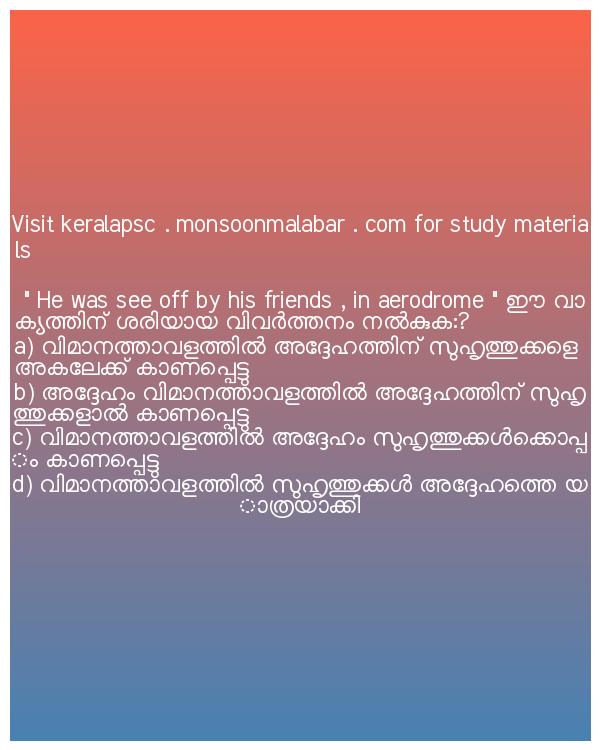 Visit keralapsc . monsoonmalabar . com for study materia
ls
" He was see off by his friends , in aerodrome " ഈ വാ
ക്യത്തിന് ശരിയായ വിവർത്തനം നൽകുക:?
a) വിമാനത്താവളത്തിൽ അദ്ദേഹത്തിന് സുഹൃത്തുക്കളെ
അകലേക്ക് കാണപ്പെട്ടു
b) അദ്ദേഹം വിമാനത്താവളത്തിൽ അദ്ദേഹത്തിന് സുഹൃ
ത്തുക്കളാൽ കാണപ്പെട്ടു
c) വിമാനത്താവളത്തിൽ അദ്ദേഹം സുഹൃത്തുക്കൾക്കൊപ്പ
ം കാണപ്പെട്ടു
d) വിമാനത്താവളത്തിൽ സുഹൃത്തുക്കൾ അദ്ദേഹത്തെ യ
ാത്രയാക്കി